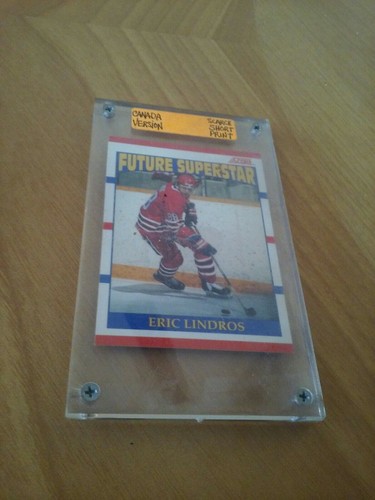 CANADA VERSION
SCARCE SHORT PRINT
SCORE
FUTURE SUPERSTAR
ERIC LINDROS